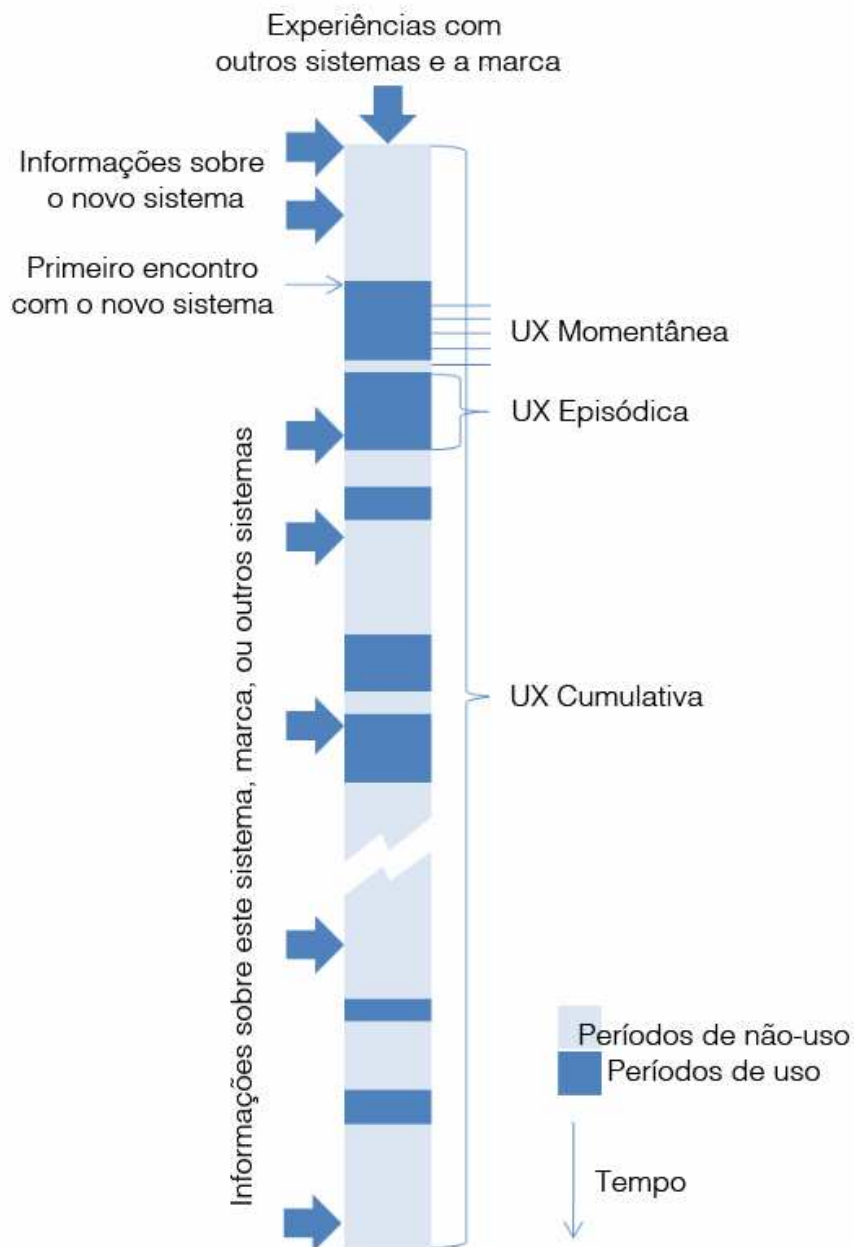 Experiências com
outros sistemas e a marca
Informações sobre
o novo sistema
Primeiro encontro
com o novo sistema
UX Momentânea
UX Episódica
Informações sobre este sistema, marca, ou outros sistemas
UX Cumulativa
Períodos de não-uso
Períodos de uso
Tempo